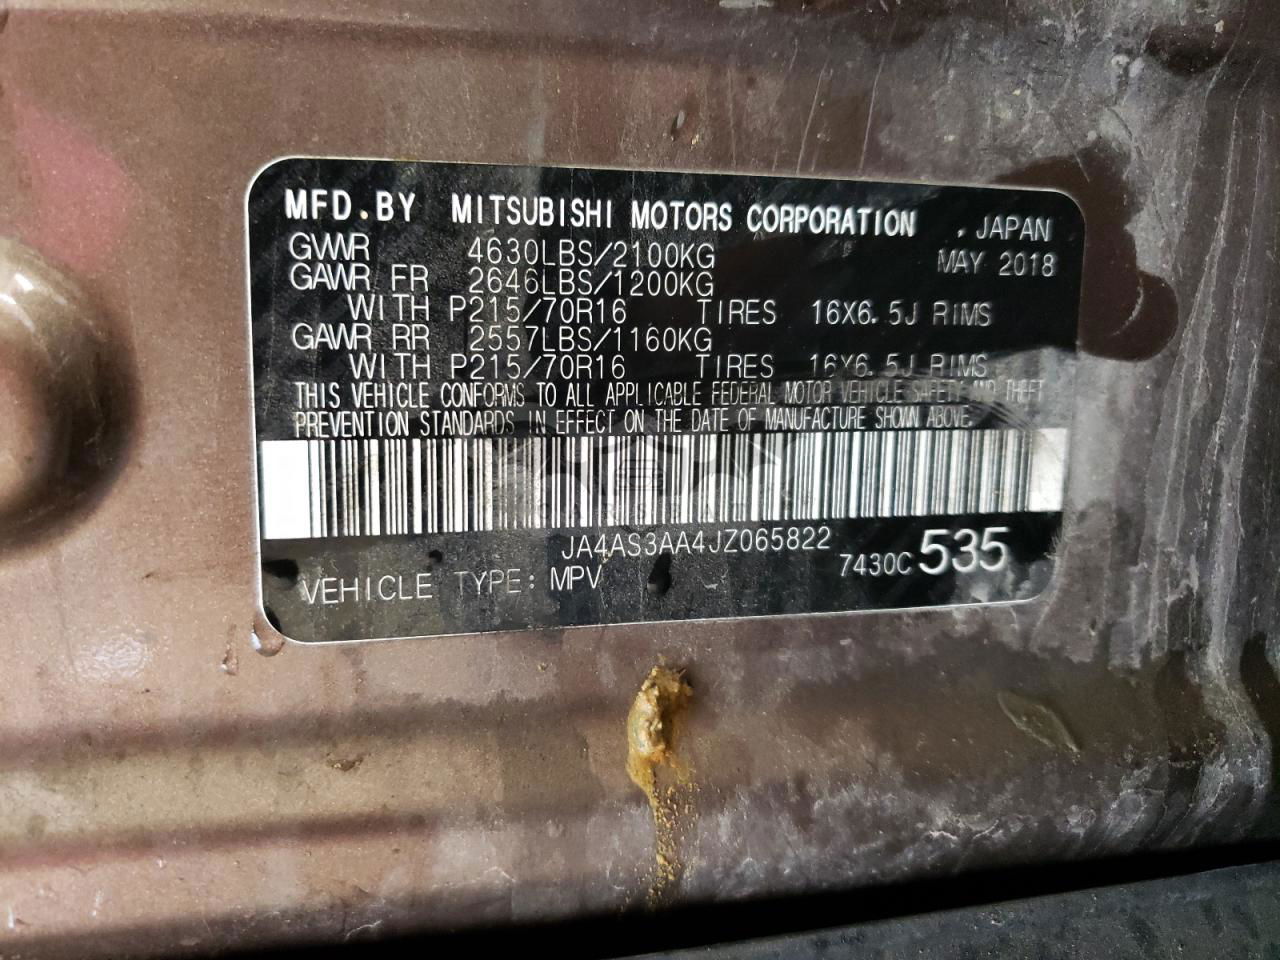 MFD.BY MITSUBISHI MOTORS CORPORATION , JAPAN
GVWR 4630LBS/2100KG MAY 2018
GAWR FR 2646LBS/1200KG
WITH P215/70R16 TIRES 16X6.5J RIMS
GAWR RR 2557LBS/1160KG
WITH P215/70R16 TIRES 16X6.5J RIMS
THIS VEHICLE CONFORMS TO ALL APPLICABLE FEDERAL MOTOR VEHICLE SAFETY AND THEFT
PREVENTION STANDARDS IN EFFECT ON THE DATE OF MANUFACTURE SHOWN ABOVE.
JA4AS3AA4JZ065822
7430C 535
VEHICLE TYPE: MPV